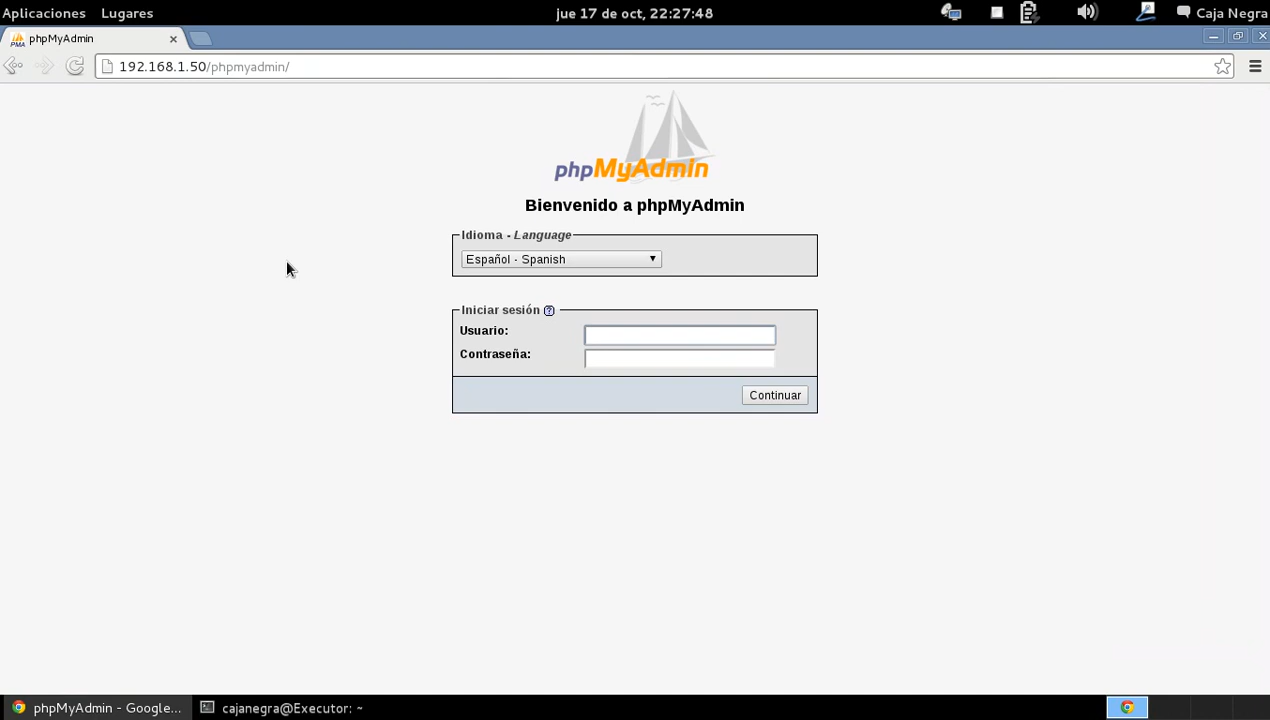 Aplicaciones Lugares jue 17 de oct, 22:27:48 Caja Negra
phpMyAdmin
192.168.1.50/phpmyadmin/
phpMyAdmin
Bienvenido a phpMyAdmin
Idioma - Language
Español - Spanish
Iniciar sesión
Usuario:
Contraseña:
Continuar
phpMyAdmin - Google... cajanegra@Executor: ~